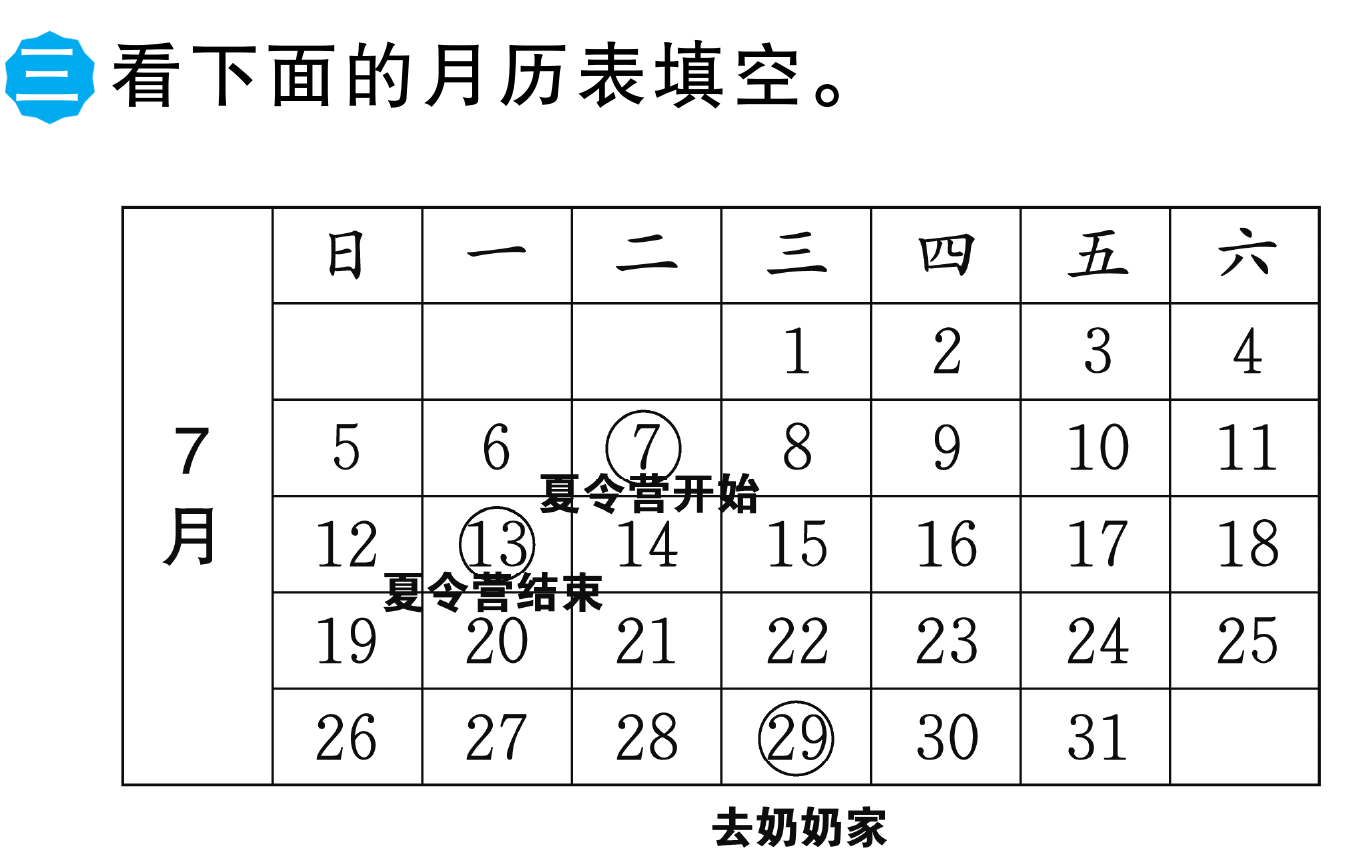 三 看下面的月历表填空。
7月
日 一 二 三 四 五 六
1 2 3 4
5 6 7 8 9 10 11
夏令营开始
12 13 14 15 16 17 18
夏令营结束
19 20 21 22 23 24 25
26 27 28 29 30 31
去奶奶家